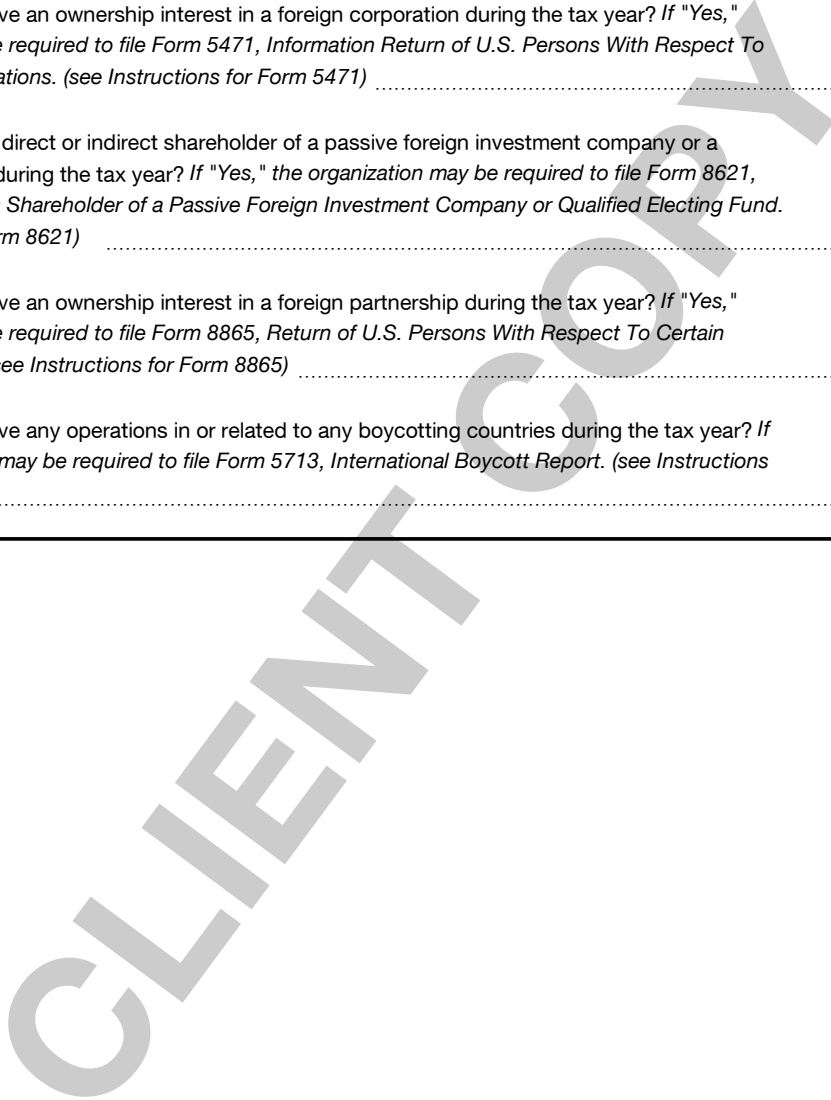 ve an ownership interest in a foreign corporation during the tax year? If "Yes,"
e required to file Form 5471, Information Return of U.S. Persons With Respect To
ations. (see Instructions for Form 5471)
direct or indirect shareholder of a passive foreign investment company or a
during the tax year? If "Yes," the organization may be required to file Form 8621,
Shareholder of a Passive Foreign Investment Company or Qualified Electing Fund.
rm 8621)
ve an ownership interest in a foreign partnership during the tax year? If "Yes,"
e required to file Form 8865, Return of U.S. Persons With Respect To Certain
see Instructions for Form 8865)
ve any operations in or related to any boycotting countries during the tax year? If
may be required to file Form 5713, International Boycott Report. (see Instructions
CLIENT COPY